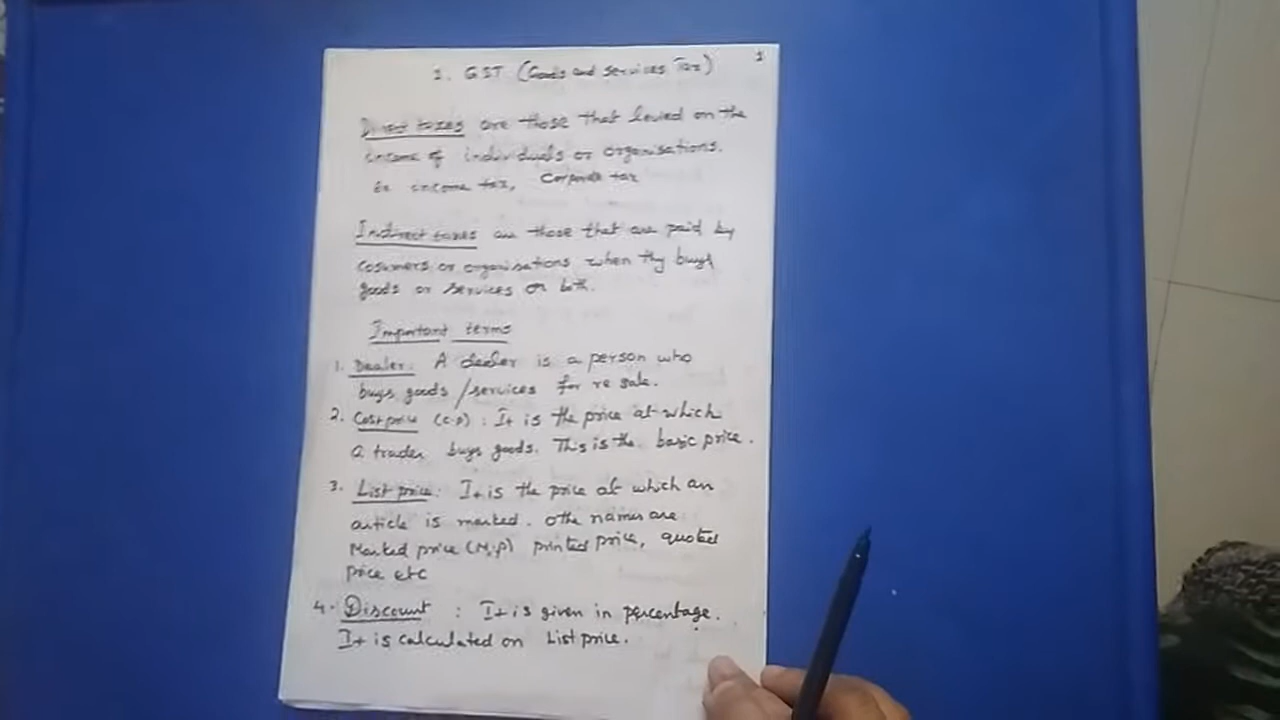 1. GST (Goods and services Tax)
1
Direct taxes are those that levied on the
income of individuals or organisations.
Ex income tax, Corporate tax
Indirect taxes are those that are paid by
cosumers or organisations when thy buys
goods or services or both.
Important terms
1. Dealer: A dealer is a person who
buys goods/services for re sale.
2. Cost price (C.P) : It is the price at which
a trader buys goods. This is the basic price.
3. List price: It is the price at which an
article is marked. Othe names are
Marked price (M.P) printed price, quoted
price etc
4. Discount : It is given in percentage.
It is calculated on List price.